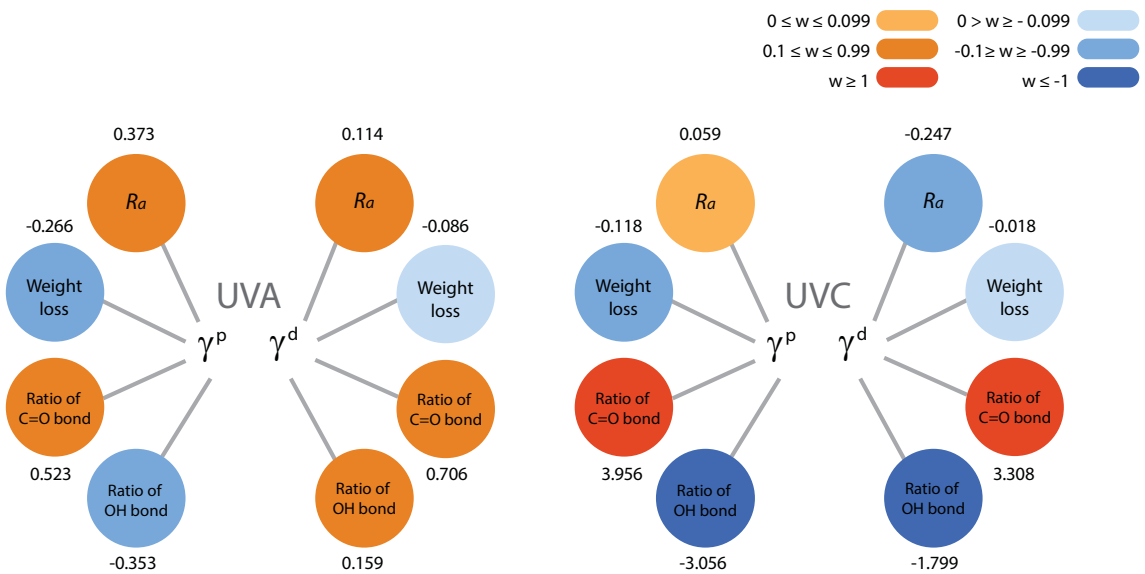 0 ≤ w ≤ 0.099
0 > w ≥ - 0.099
0.1 ≤ w ≤ 0.99
-0.1≥ w ≥ -0.99
w ≥ 1
w ≤ -1
0.373
0.114
Ra
Ra
-0.266
-0.086
Weight
loss
Weight
loss
UVA
γp
γd
Ratio of
C=O bond
Ratio of
C=O bond
0.523
0.706
Ratio of
OH bond
Ratio of
OH bond
-0.353
0.159
0.059
-0.247
Ra
Ra
-0.118
-0.018
Weight
loss
Weight
loss
UVC
γp
γd
Ratio of
C=O bond
Ratio of
C=O bond
3.956
3.308
Ratio of
OH bond
Ratio of
OH bond
-3.056
-1.799